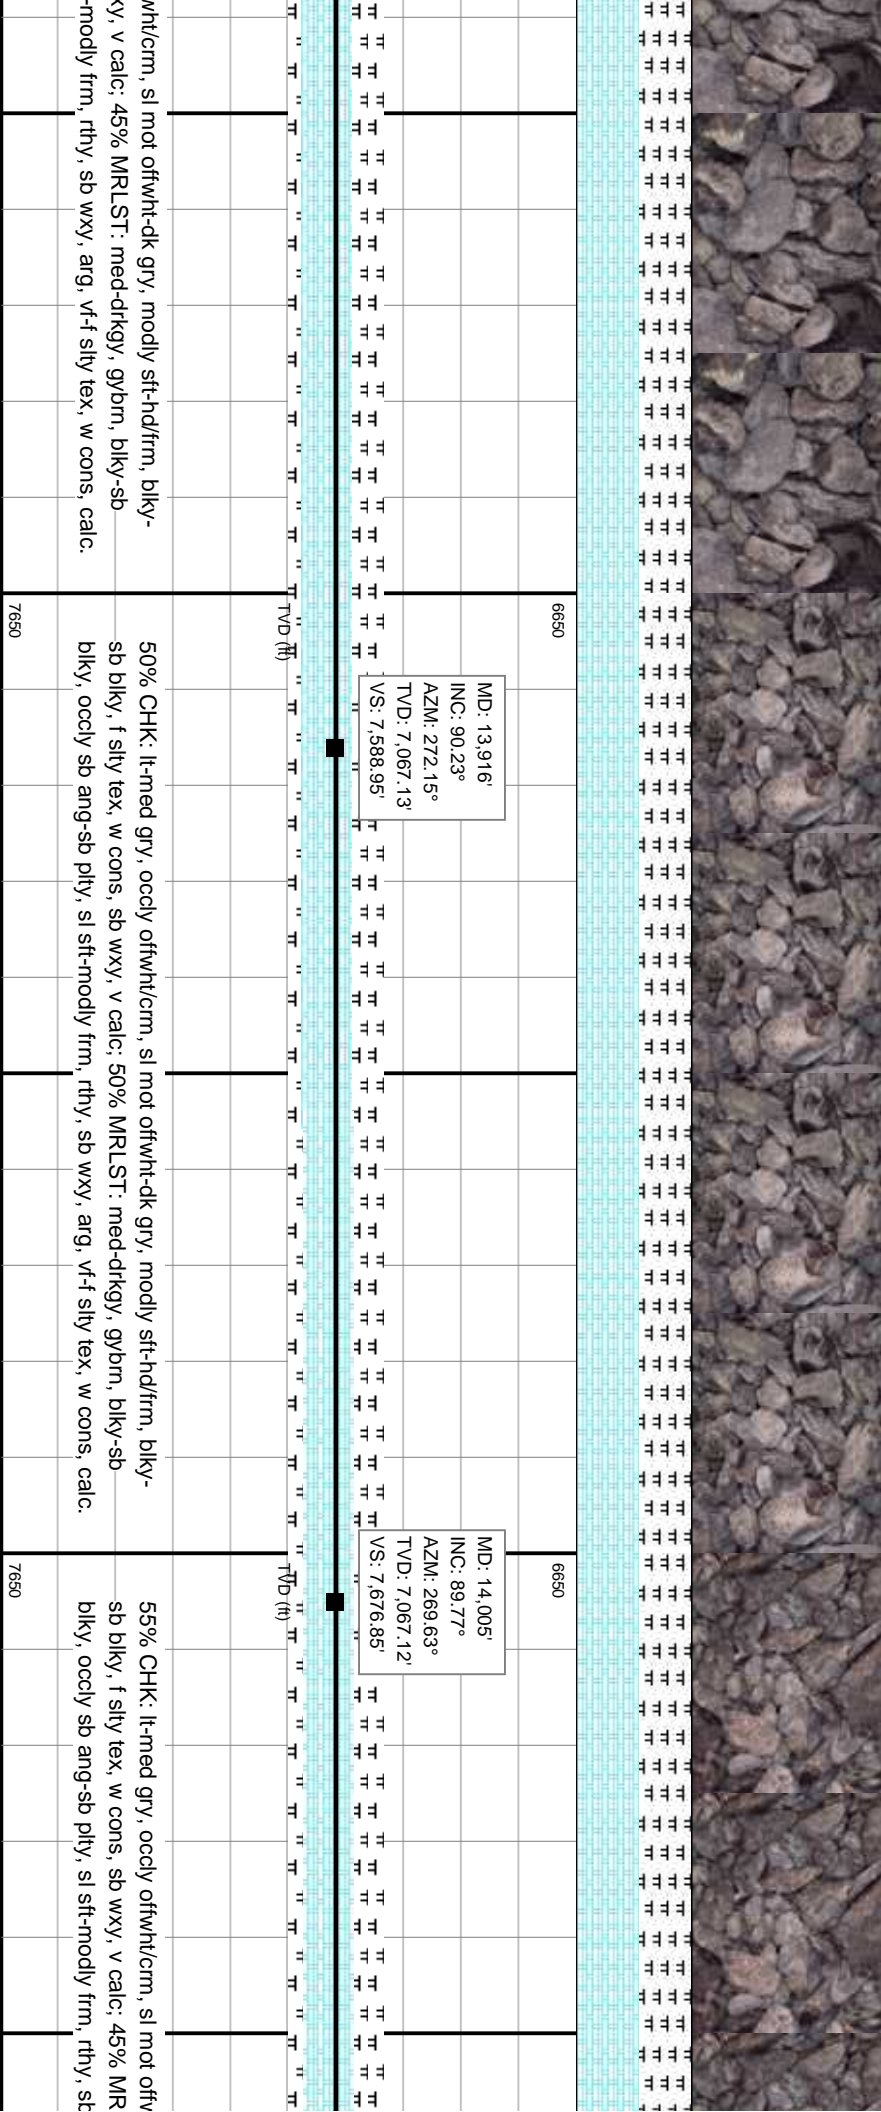 wht/crm, sl mot offwht-dk gry, modly sft-hd/frm, blky-
ky, v calc; 45% MRLST: med-drkgy, gybrn, blky-sb
-modly frm, rthy, sb wxy, arg, vf-f slty tex, w cons, calc.
6650
TVD (ft)
7650
MD: 13,916'
INC: 90.23°
AZM: 272.15°
TVD: 7,067.13'
VS: 7,588.95'
50% CHK: lt-med gry, occly offwht/crm, sl mot offwht-dk gry, modly sft-hd/frm, blky-
sb blky, f slty tex, w cons, sb wxy, v calc; 50% MRLST: med-drkgy, gybrn, blky-sb
blky, occly sb ang-sb plty, sl sft-modly frm, rthy, sb wxy, arg, vf-f slty tex, w cons, calc.
6650
TVD (ft)
7650
MD: 14,005'
INC: 89.77°
AZM: 269.63°
TVD: 7,067.12'
VS: 7,676.85'
55% CHK: lt-med gry, occly offwht/crm, sl mot offw
sb blky, f slty tex, w cons, sb wxy, v calc; 45% MR
blky, occly sb ang-sb plty, sl sft-modly frm, rthy, sb